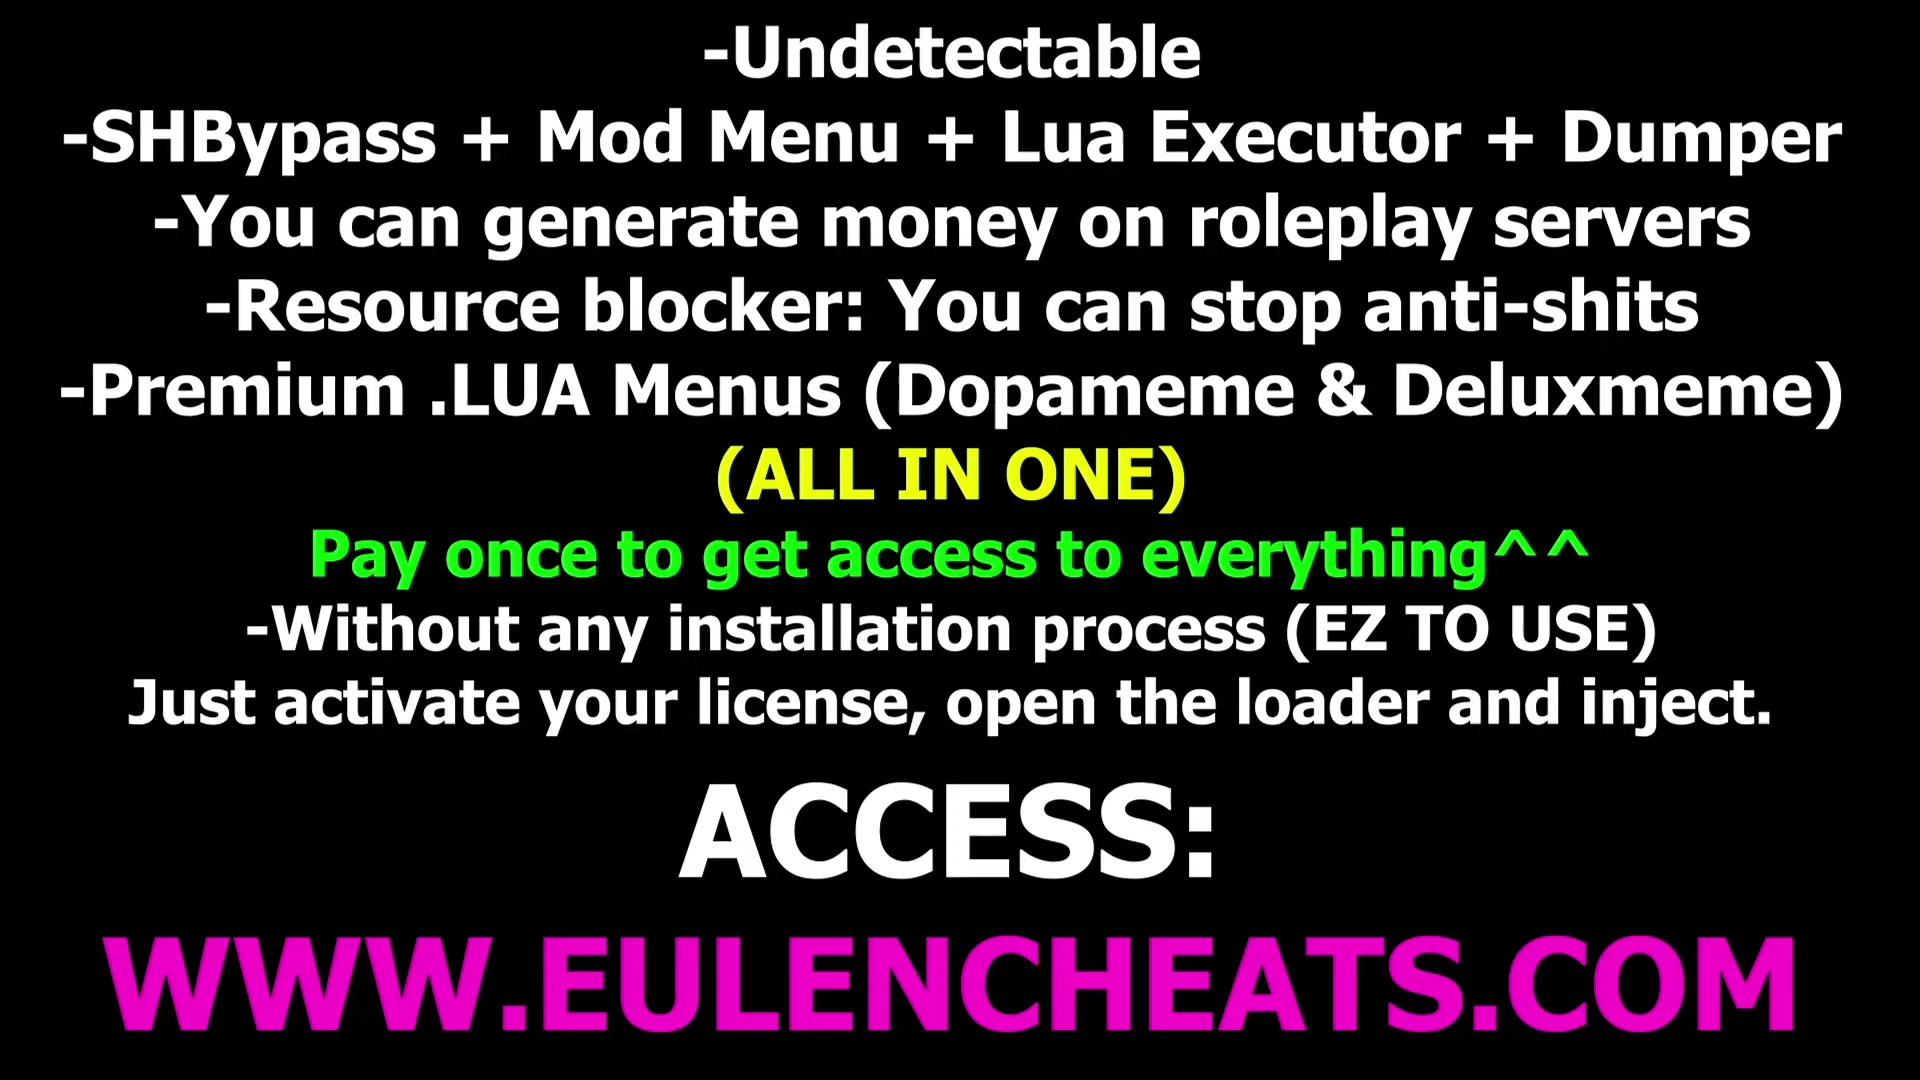 -Undetectable
-SHBypass + Mod Menu + Lua Executor + Dumper
-You can generate money on roleplay servers
-Resource blocker: You can stop anti-shits
-Premium .LUA Menus (Dopameme & Deluxmeme)
(ALL IN ONE)
Pay once to get access to everything^^
-Without any installation process (EZ TO USE)
Just activate your license, open the loader and inject.
ACCESS:
WWW.EULENCHEATS.COM